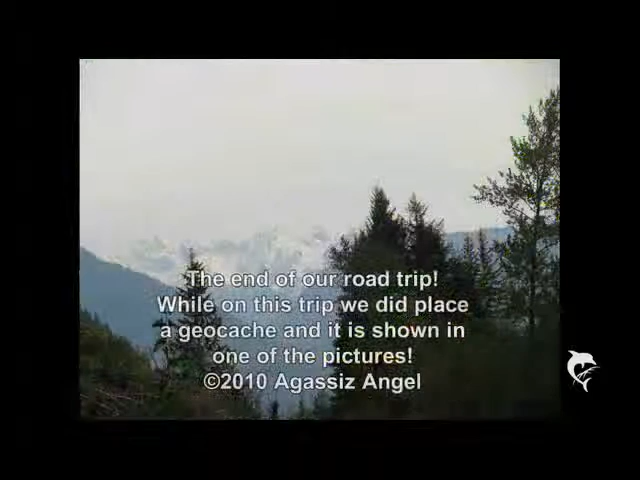 The end of our road trip!
While on this trip we did place
a geocache and it is shown in
one of the pictures!
©2010 Agassiz Angel